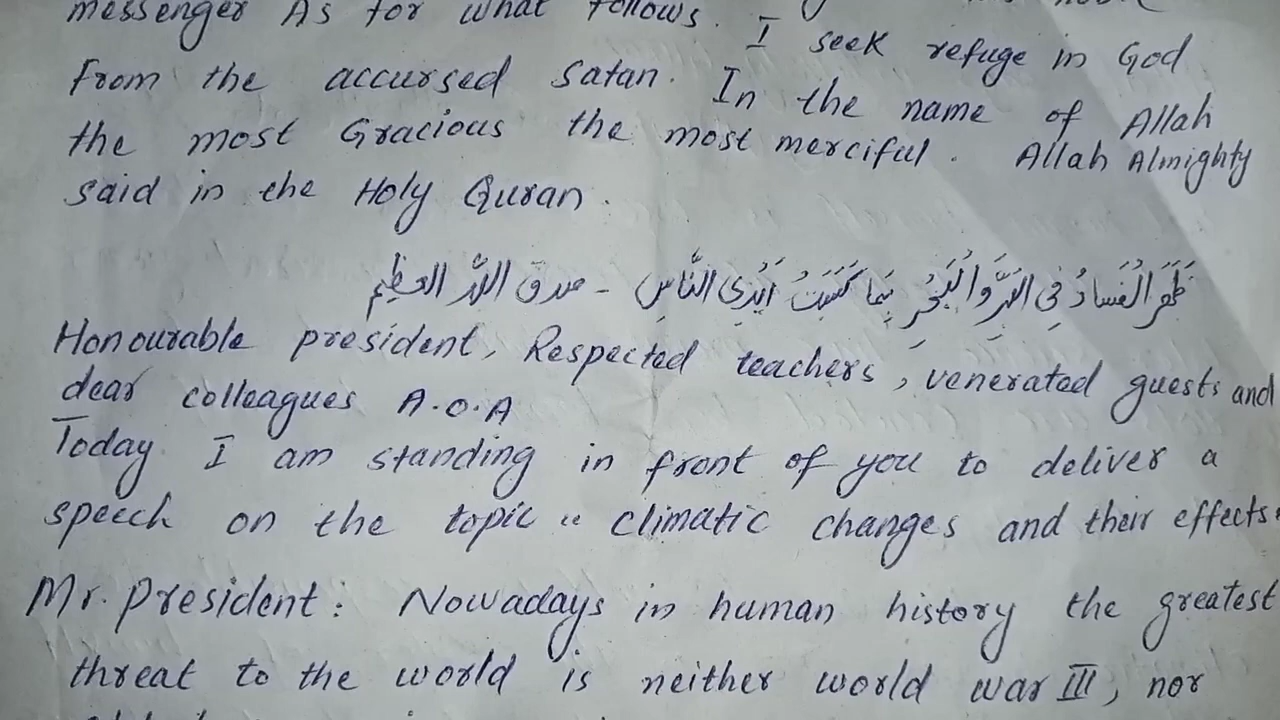 messenger As for what follows. I seek refuge in God
from the accursed Satan. In the name of Allah
the most Gracious the most merciful. Allah Almighty
said in the Holy Quran.
ظَهَرَ الْفَسَادُ فِی الْبَرِّ وَالْبَحْرِ بِمَا كَسَبَتْ اَیْدِی النَّاسِ - صدق اللہ العظیم
Honourable president, Respected teachers, venerated guests and
dear colleagues A.O.A
Today I am standing in front of you to deliver a
speech on the topic " climatic changes and their effects"
Mr. President: Nowadays in human history the greatest
threat to the world is neither world war III, nor